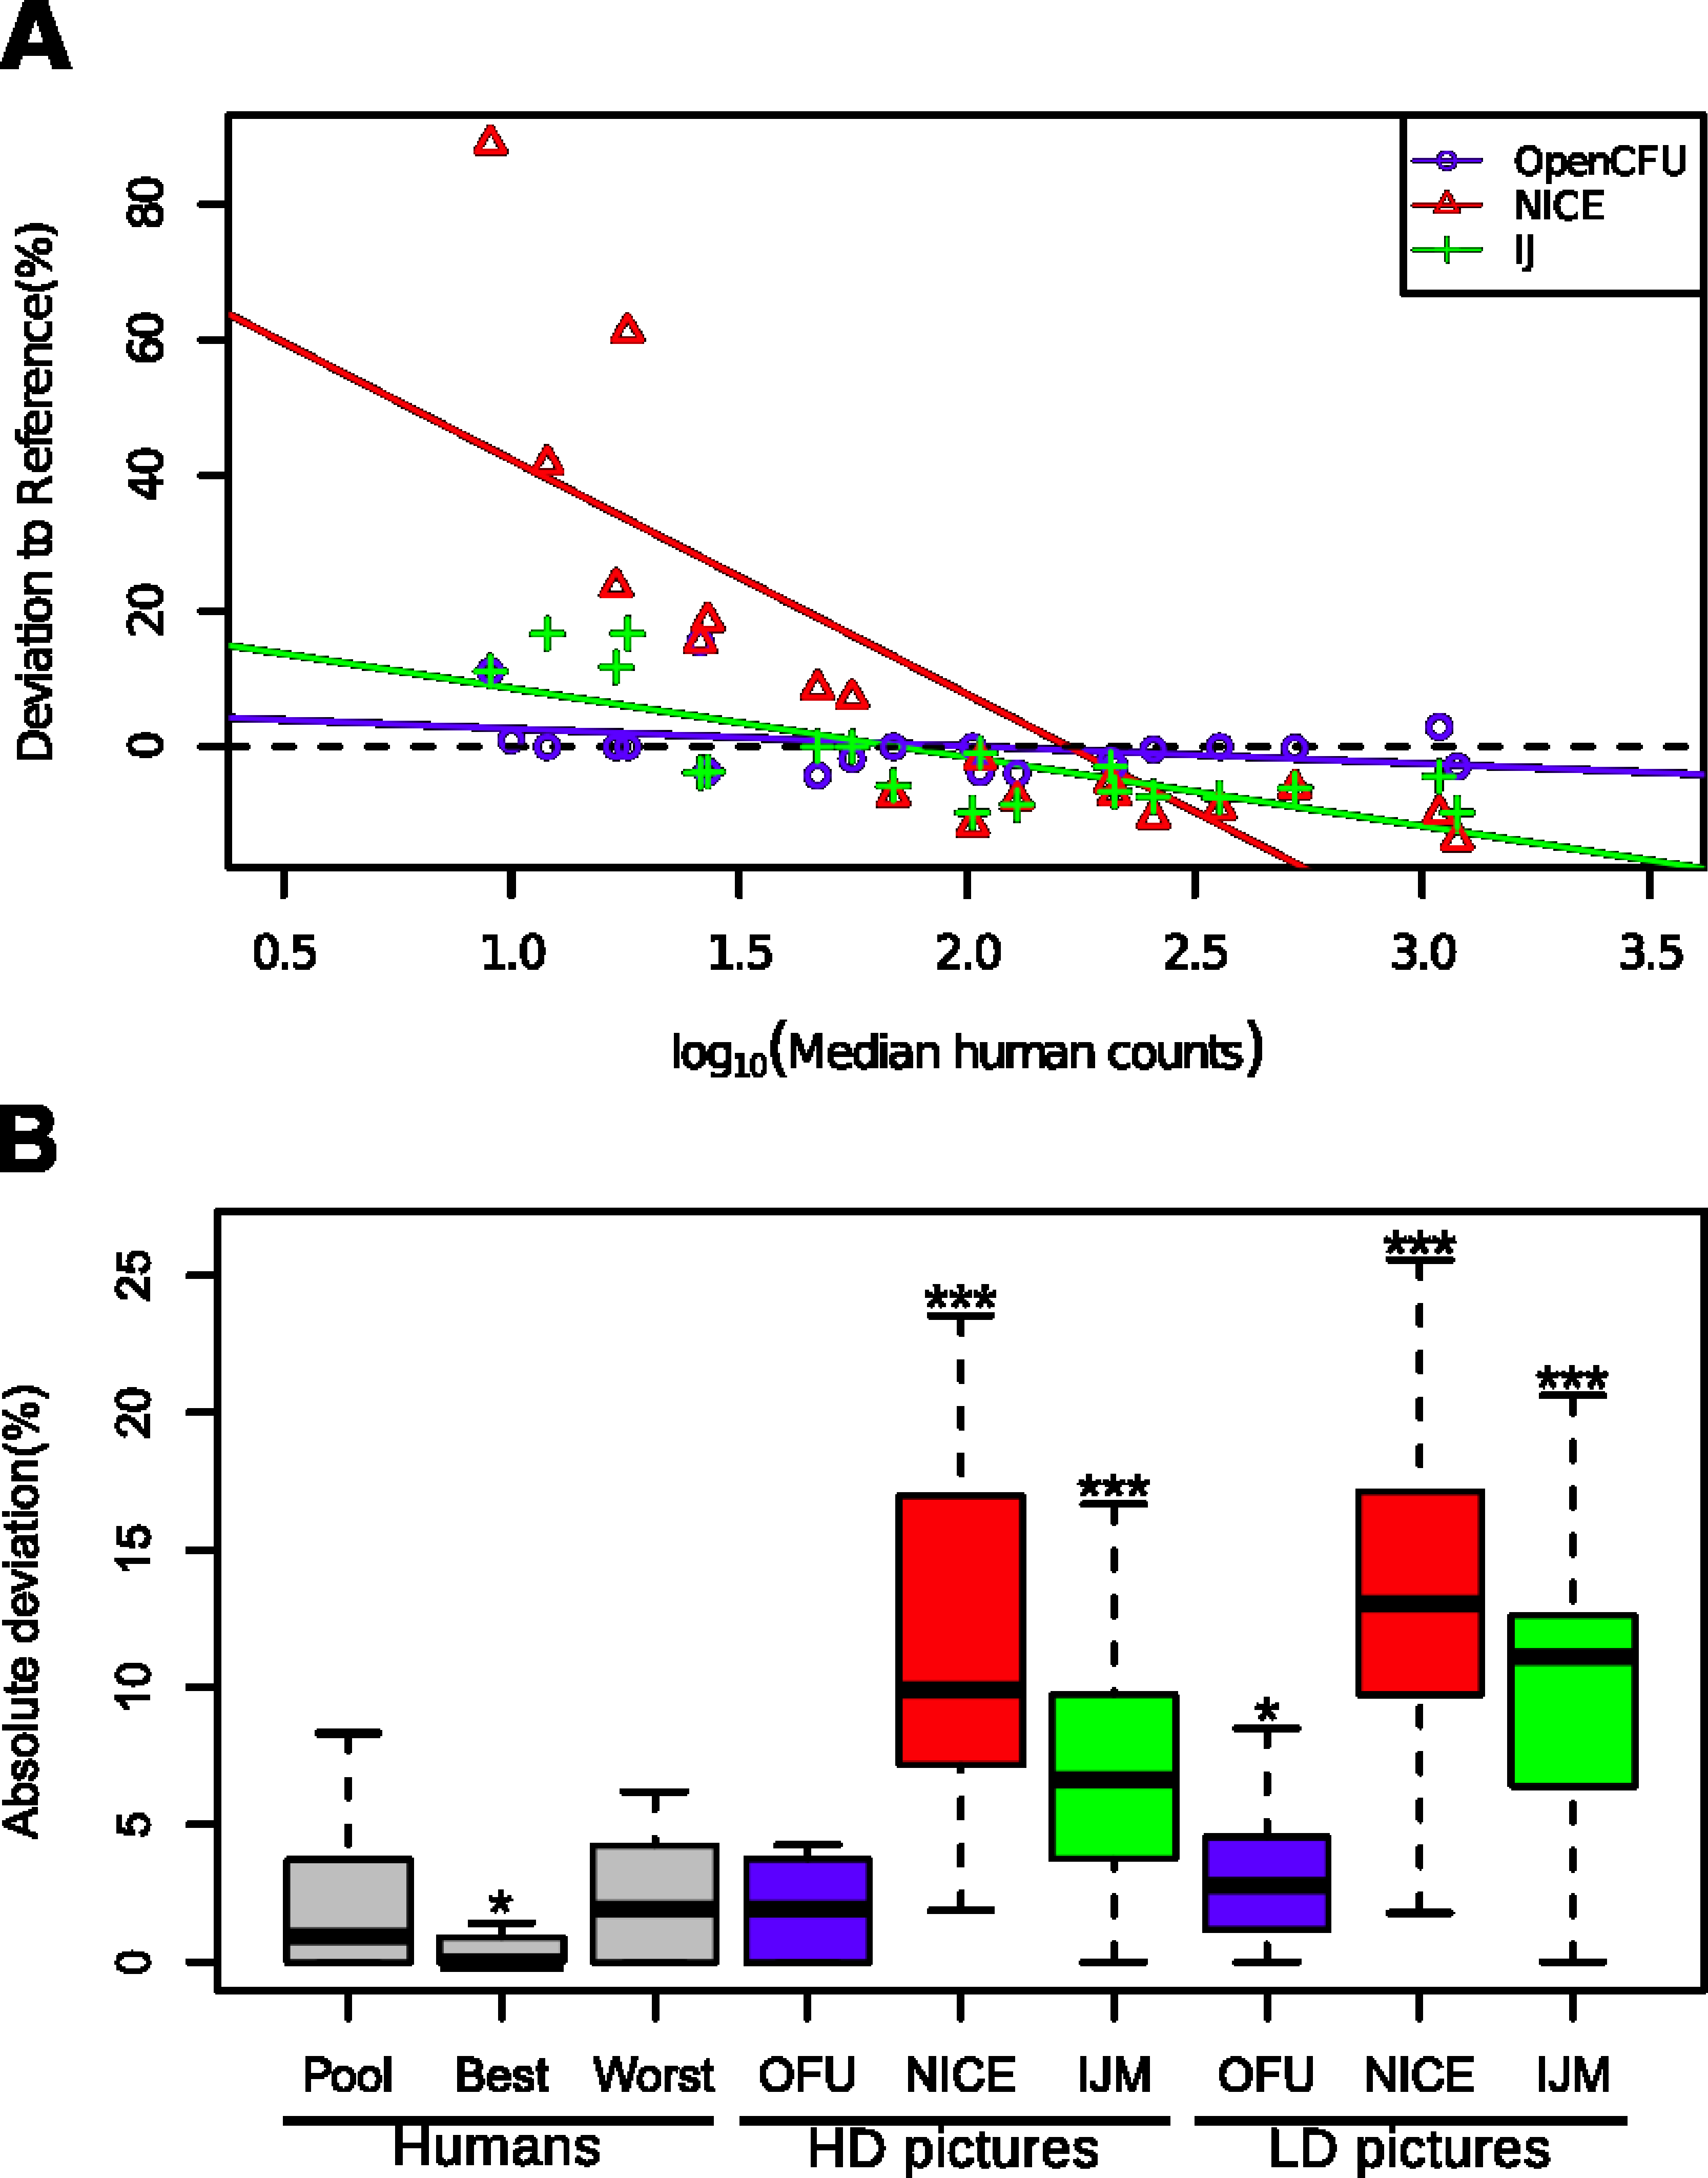 A
Deviation to Reference(%)
80
60
40
20
0
OpenCFU
NICE
IJ
0.5 1.0 1.5 2.0 2.5 3.0 3.5
log10(Median human counts)
B
Absolute deviation(%)
25
20
15
10
5
0
***
***
***
***
*
*
Pool Best Worst OFU NICE IJM OFU NICE IJM
Humans HD pictures LD pictures